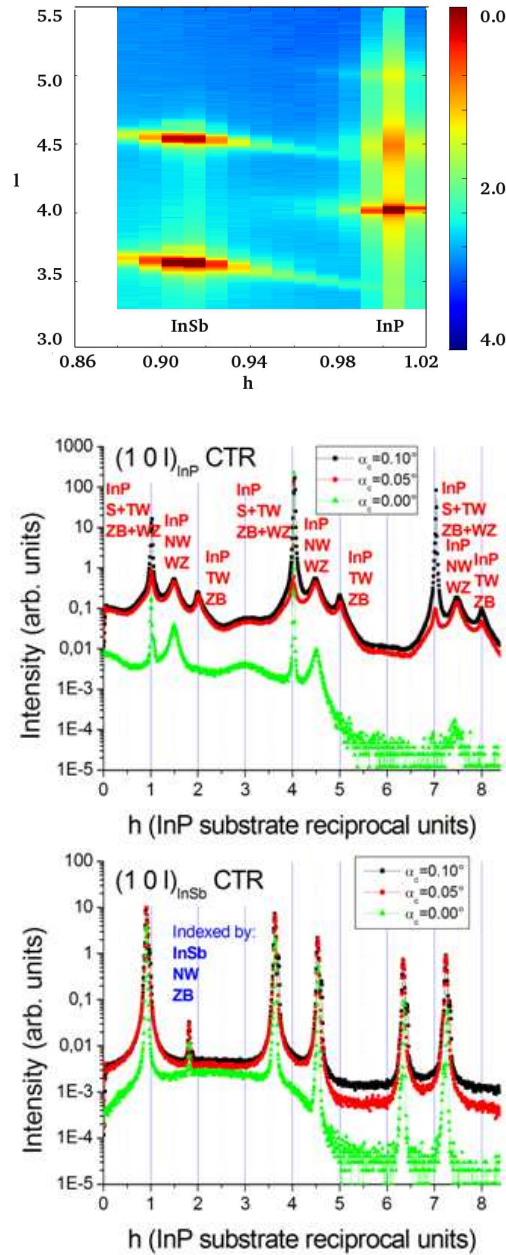 5.5
5.0
4.5
l
4.0
3.5
3.0
InSb InP
0.86 0.90 0.94 0.98 1.02
h
0.0
2.0
4.0
(1 0 l)InP CTR
α_c=0.10°
α_c=0.05°
α_c=0.00°
InP
S+TW
ZB+WZ
InP
NW
WZ
InP
TW
ZB
InP
S+TW
ZB+WZ
InP
NW
WZ
InP
TW
ZB
InP
S+TW
ZB+WZ
InP
NW
WZ
InP
TW
ZB
Intensity (arb. units)
1000
100
10
1
0,1
0,01
1E-3
1E-4
1E-5
0 1 2 3 4 5 6 7 8
h (InP substrate reciprocal units)
(1 0 l)InSb CTR
α_c=0.10°
α_c=0.05°
α_c=0.00°
Indexed by:
InSb
NW
ZB
Intensity (arb. units)
100
10
1
0,1
0,01
1E-3
1E-4
1E-5
0 1 2 3 4 5 6 7 8
h (InP substrate reciprocal units)